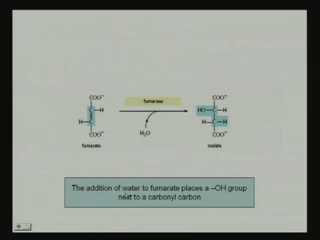 COO⁻
COO⁻
fumarase
C—H
HO—C—H
H—C
H—C—H
H₂O
COO⁻
COO⁻
fumarate
malate
The addition of water to fumarate places a –OH group
next to a carbonyl carbon